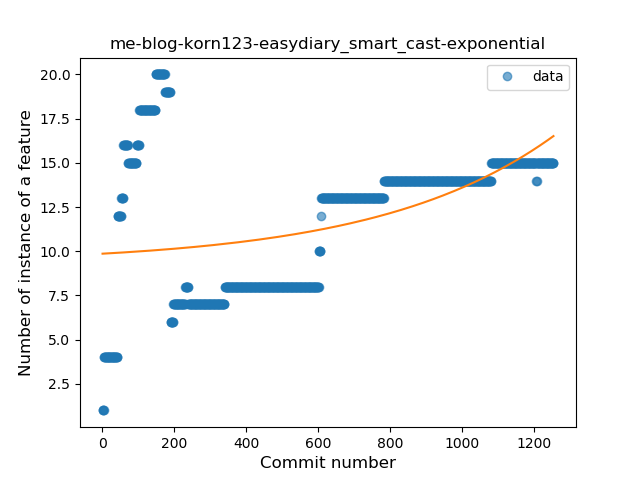 me-blog-korn123-easydiary_smart_cast-exponential
data
Number of instance of a feature
20.0
17.5
15.0
12.5
10.0
7.5
5.0
2.5
0 200 400 600 800 1000 1200
Commit number